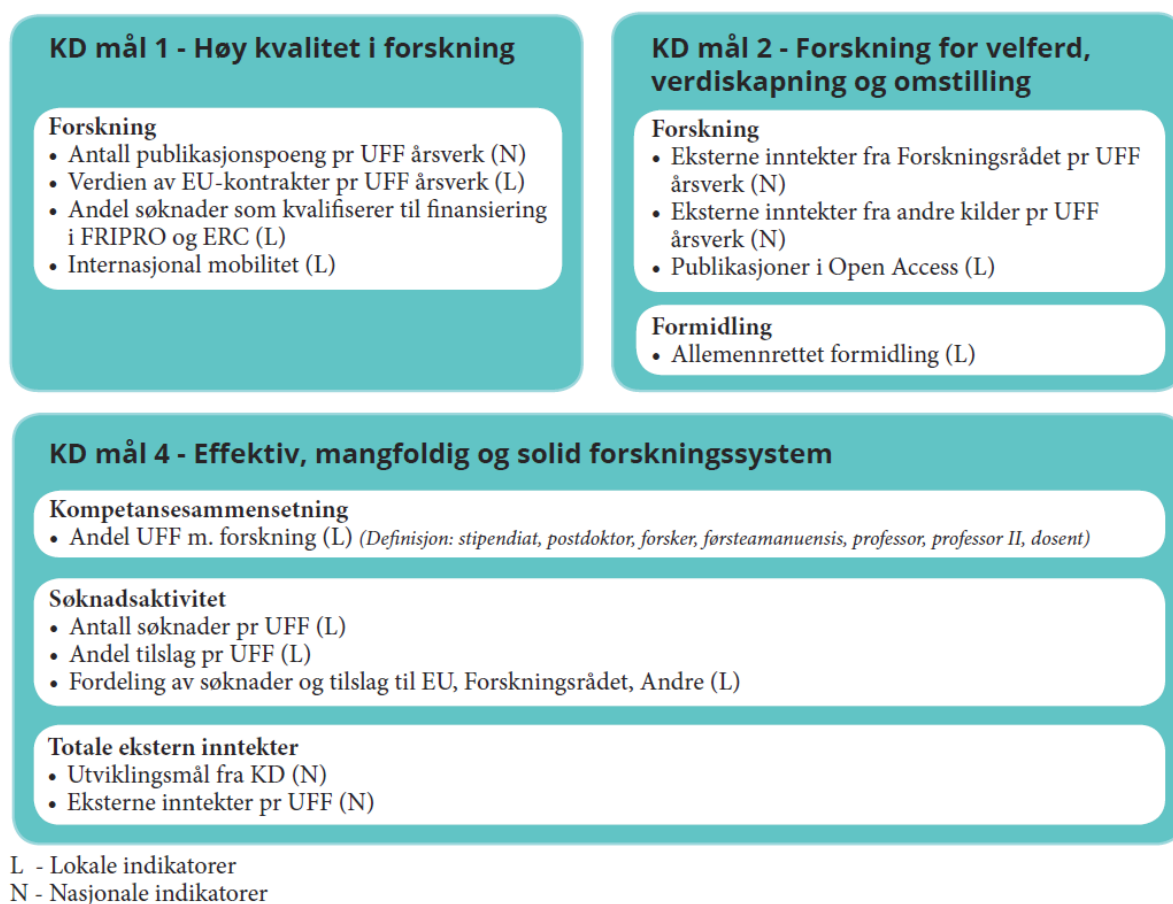 KD mål 1 - Høy kvalitet i forskning
Forskning
• Antall publikasjonspoeng pr UFF årsverk (N)
• Verdien av EU-kontrakter pr UFF årsverk (L)
• Andel søknader som kvalifiserer til finansiering
i FRIPRO og ERC (L)
• Internasjonal mobilitet (L)
KD mål 2 - Forskning for velferd,
verdiskapning og omstilling
Forskning
• Eksterne inntekter fra Forskningsrådet pr UFF
årsverk (N)
• Eksterne inntekter fra andre kilder pr UFF
årsverk (N)
• Publikasjoner i Open Access (L)
Formidling
• Allemennrettet formidling (L)
KD mål 4 - Effektiv, mangfoldig og solid forskningssystem
Kompetansesammensetning
• Andel UFF m. forskning (L) (Definisjon: stipendiat, postdoktor, forsker, førsteamanuensis, professor, professor II, dosent)
Søknadsaktivitet
• Antall søknader pr UFF (L)
• Andel tilslag pr UFF (L)
• Fordeling av søknader og tilslag til EU, Forskningsrådet, Andre (L)
Totale ekstern inntekter
• Utviklingsmål fra KD (N)
• Eksterne inntekter pr UFF (N)
L - Lokale indikatorer
N - Nasjonale indikatorer